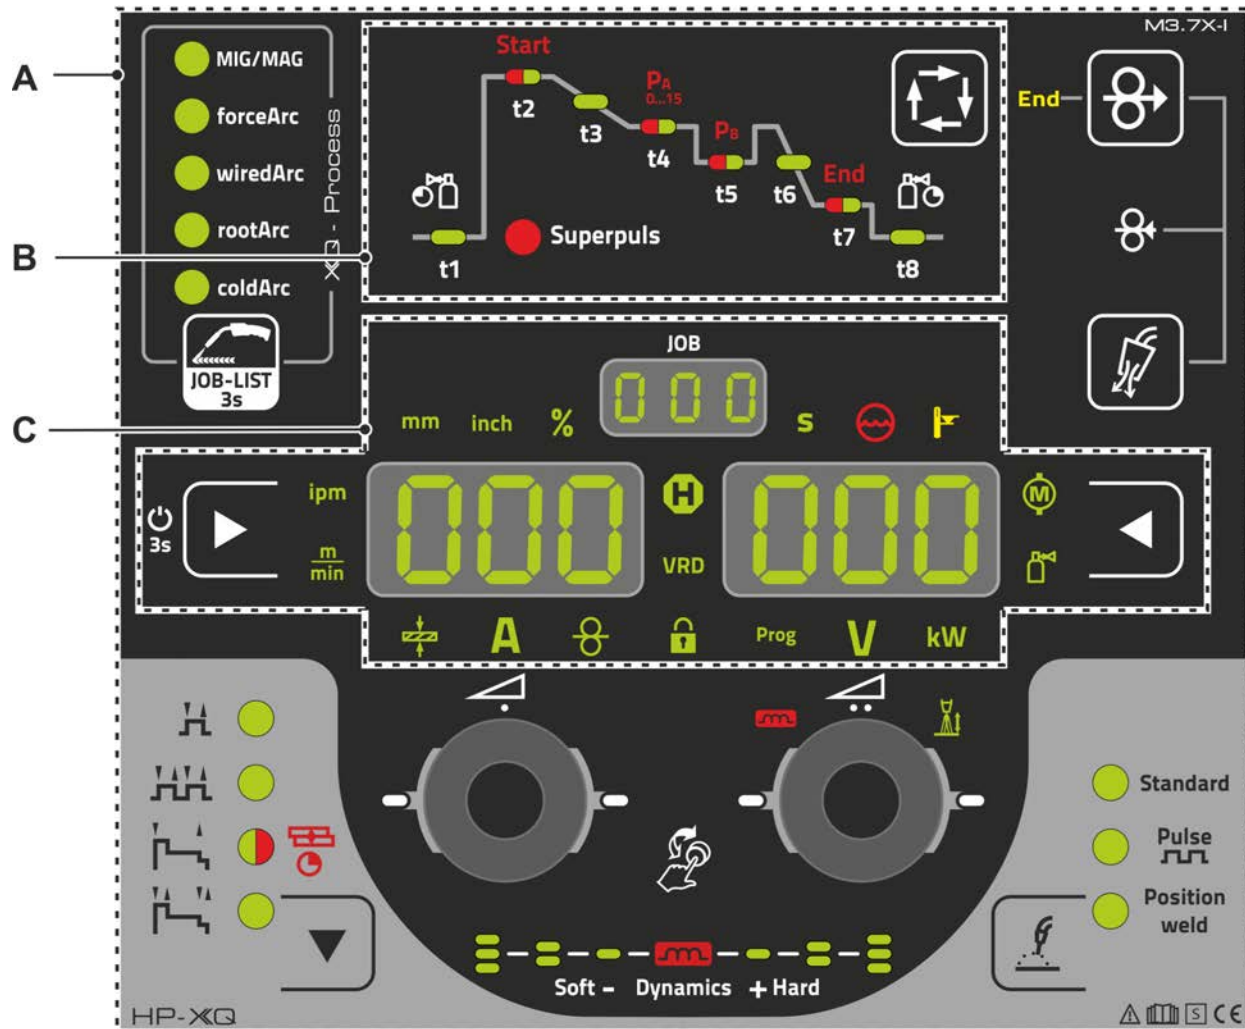 M3.7X-I
A
MIG/MAG
forceArc
wiredArc
rootArc
coldArc
XQ - Process
JOB-LIST
3s
B
Start
t2
t3
PA
0...15
t4
PB
t5
t6
End
t7
t1
Superpuls
t8
End
C
JOB
000
mm
inch
%
s
3s
ipm
m
min
000
H
VRD
000
M
A
Prog
V
kW
Standard
Pulse
Position
weld
Soft - Dynamics + Hard
HP-XQ
S CE